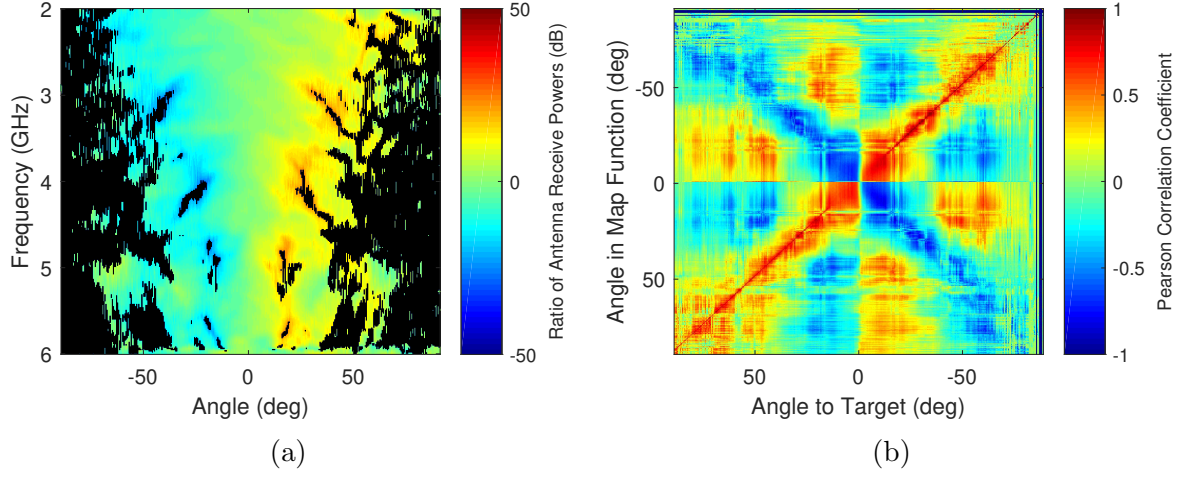 2
3
4
5
6
-50
0
50
Frequency (GHz)
Angle (deg)
50
0
-50
Ratio of Antenna Receive Powers (dB)
(a)
-50
0
50
50
0
-50
Angle in Map Function (deg)
Angle to Target (deg)
1
0.5
0
-0.5
-1
Pearson Correlation Coefficient
(b)